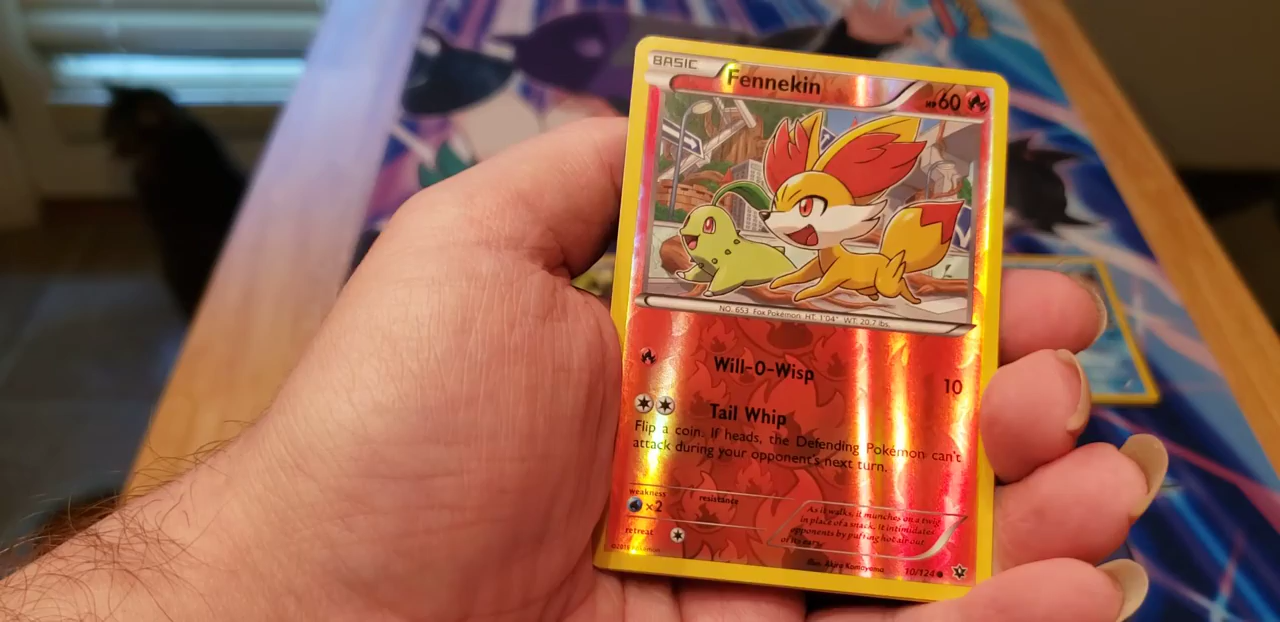 BASIC
Fennekin
HP60
NO. 653 Fox Pokémon HT: 1'04" WT: 20.7 lbs.
Will-O-Wisp
10
Tail Whip
Flip a coin. If heads, the Defending Pokémon can't
attack during your opponent's next turn.
weakness
×2
resistance
retreat
As it walks, it munches on a twig
in place of a snack. It intimidates
opponents by puffing hot air out
of its ears.
Illus. Akira Komayama
©2016 Pokémon
10/124